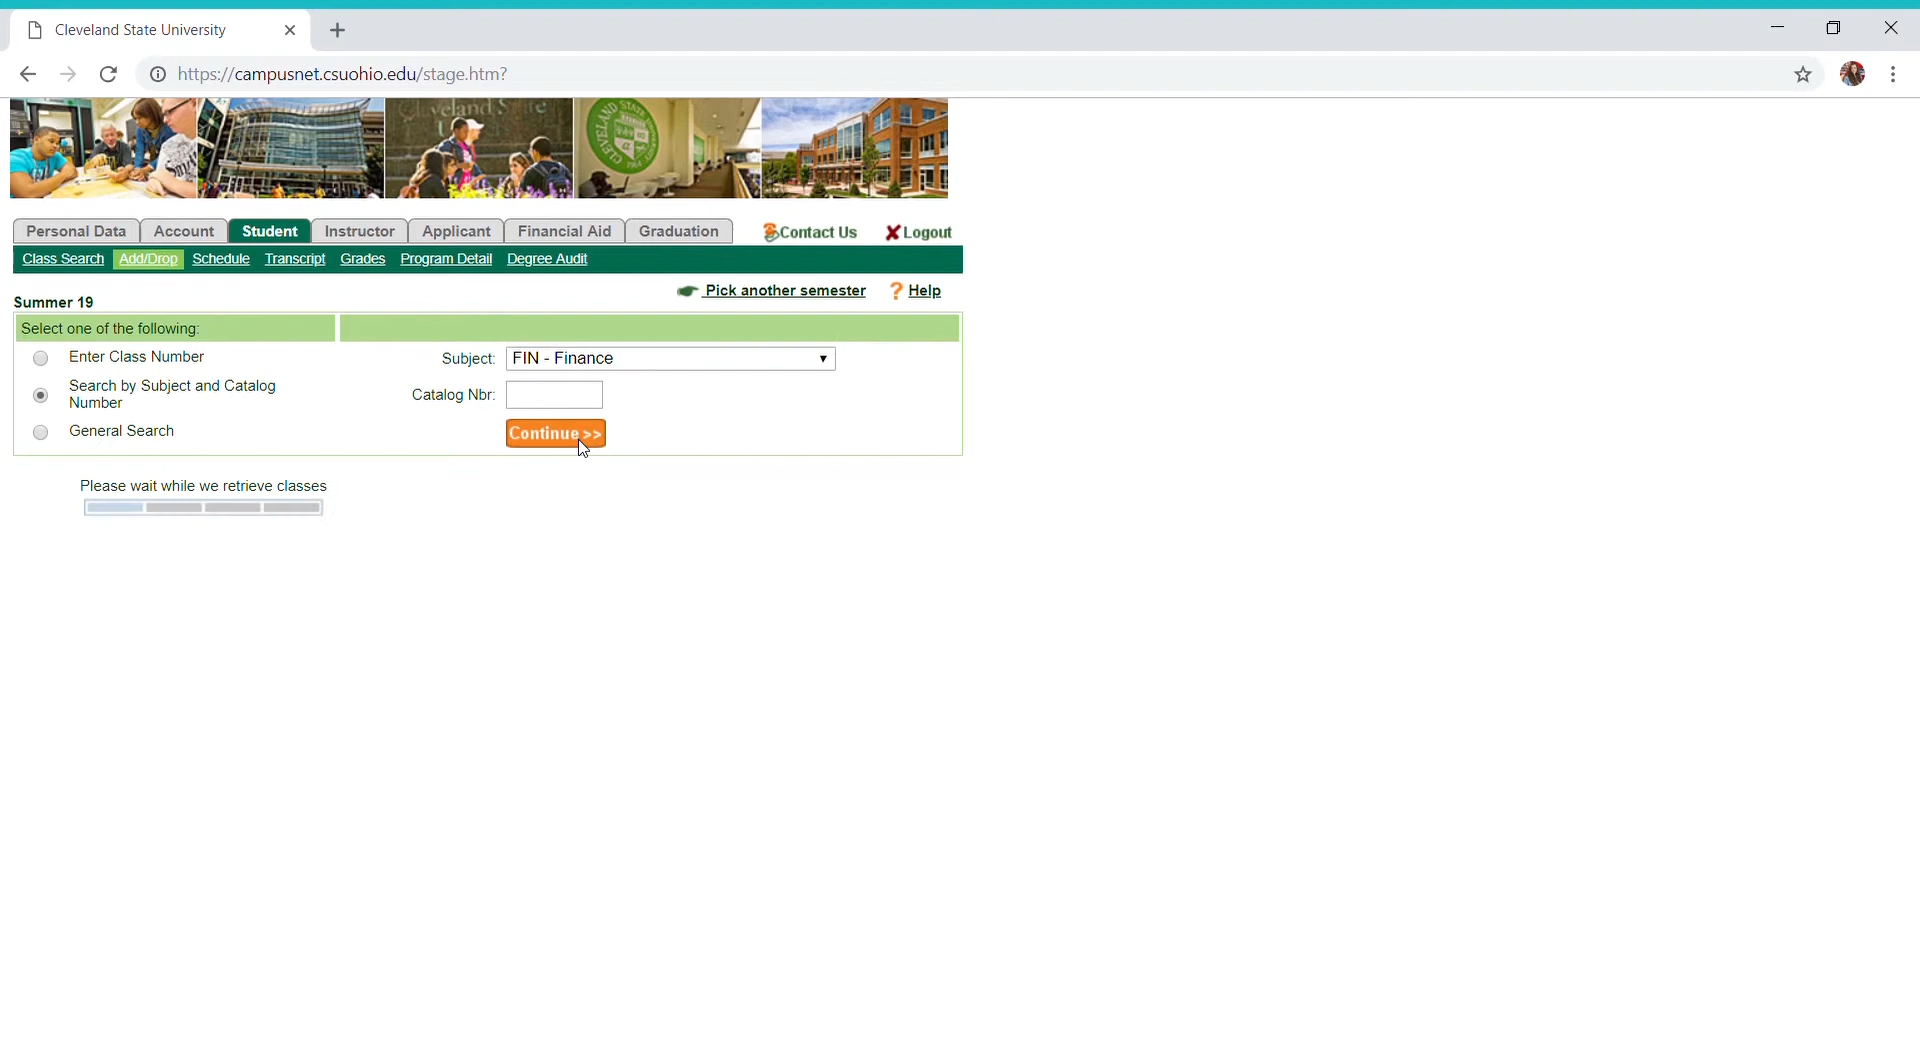 Cleveland State University
https://campusnet.csuohio.edu/stage.htm?
CLEVELAND STATE UNIVERSITY
Personal Data Account Student Instructor Applicant Financial Aid Graduation Contact Us Logout
Class Search Add/Drop Schedule Transcript Grades Program Detail Degree Audit
Pick another semester ? Help
Summer 19
Select one of the following:
Enter Class Number Subject: FIN - Finance
Search by Subject and Catalog
Number
Catalog Nbr:
General Search Continue >>
Please wait while we retrieve classes